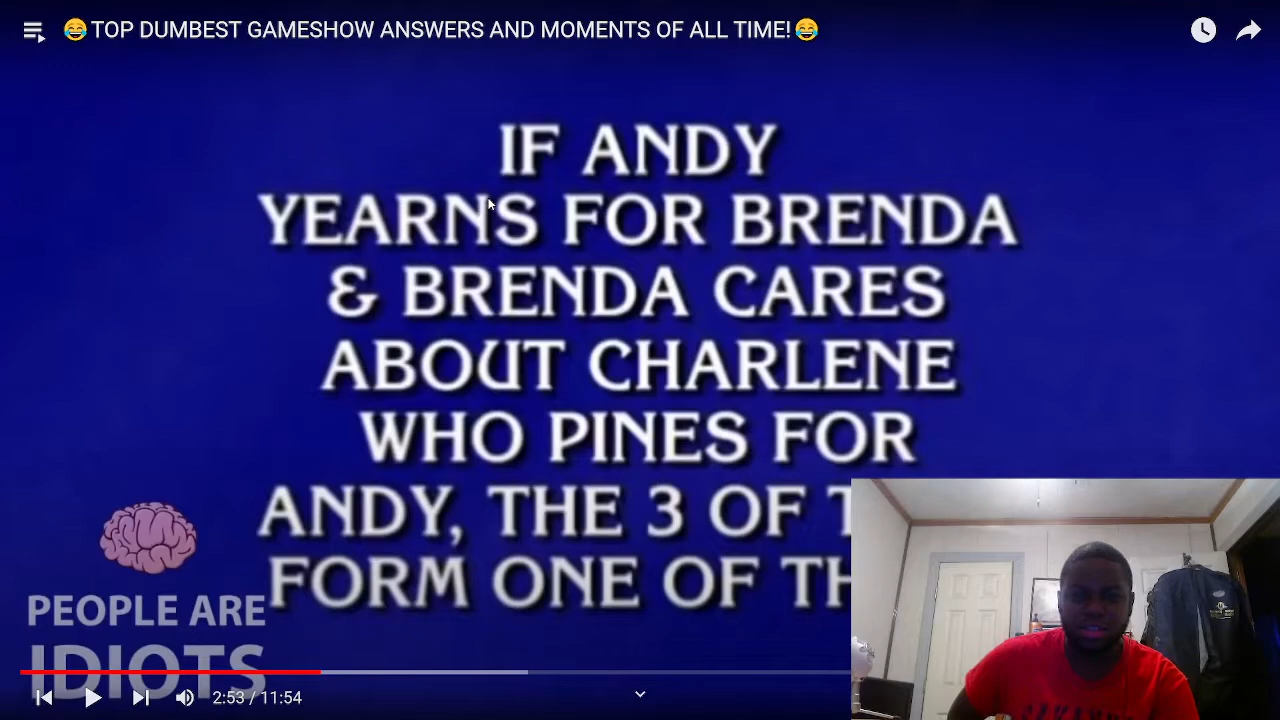 😂TOP DUMBEST GAMESHOW ANSWERS AND MOMENTS OF ALL TIME!😂
IF ANDY
YEARNS FOR BRENDA
& BRENDA CARES
ABOUT CHARLENE
WHO PINES FOR
ANDY, THE 3 OF
FORM ONE OF
PEOPLE ARE
IDIOTS
2:53 / 11:54